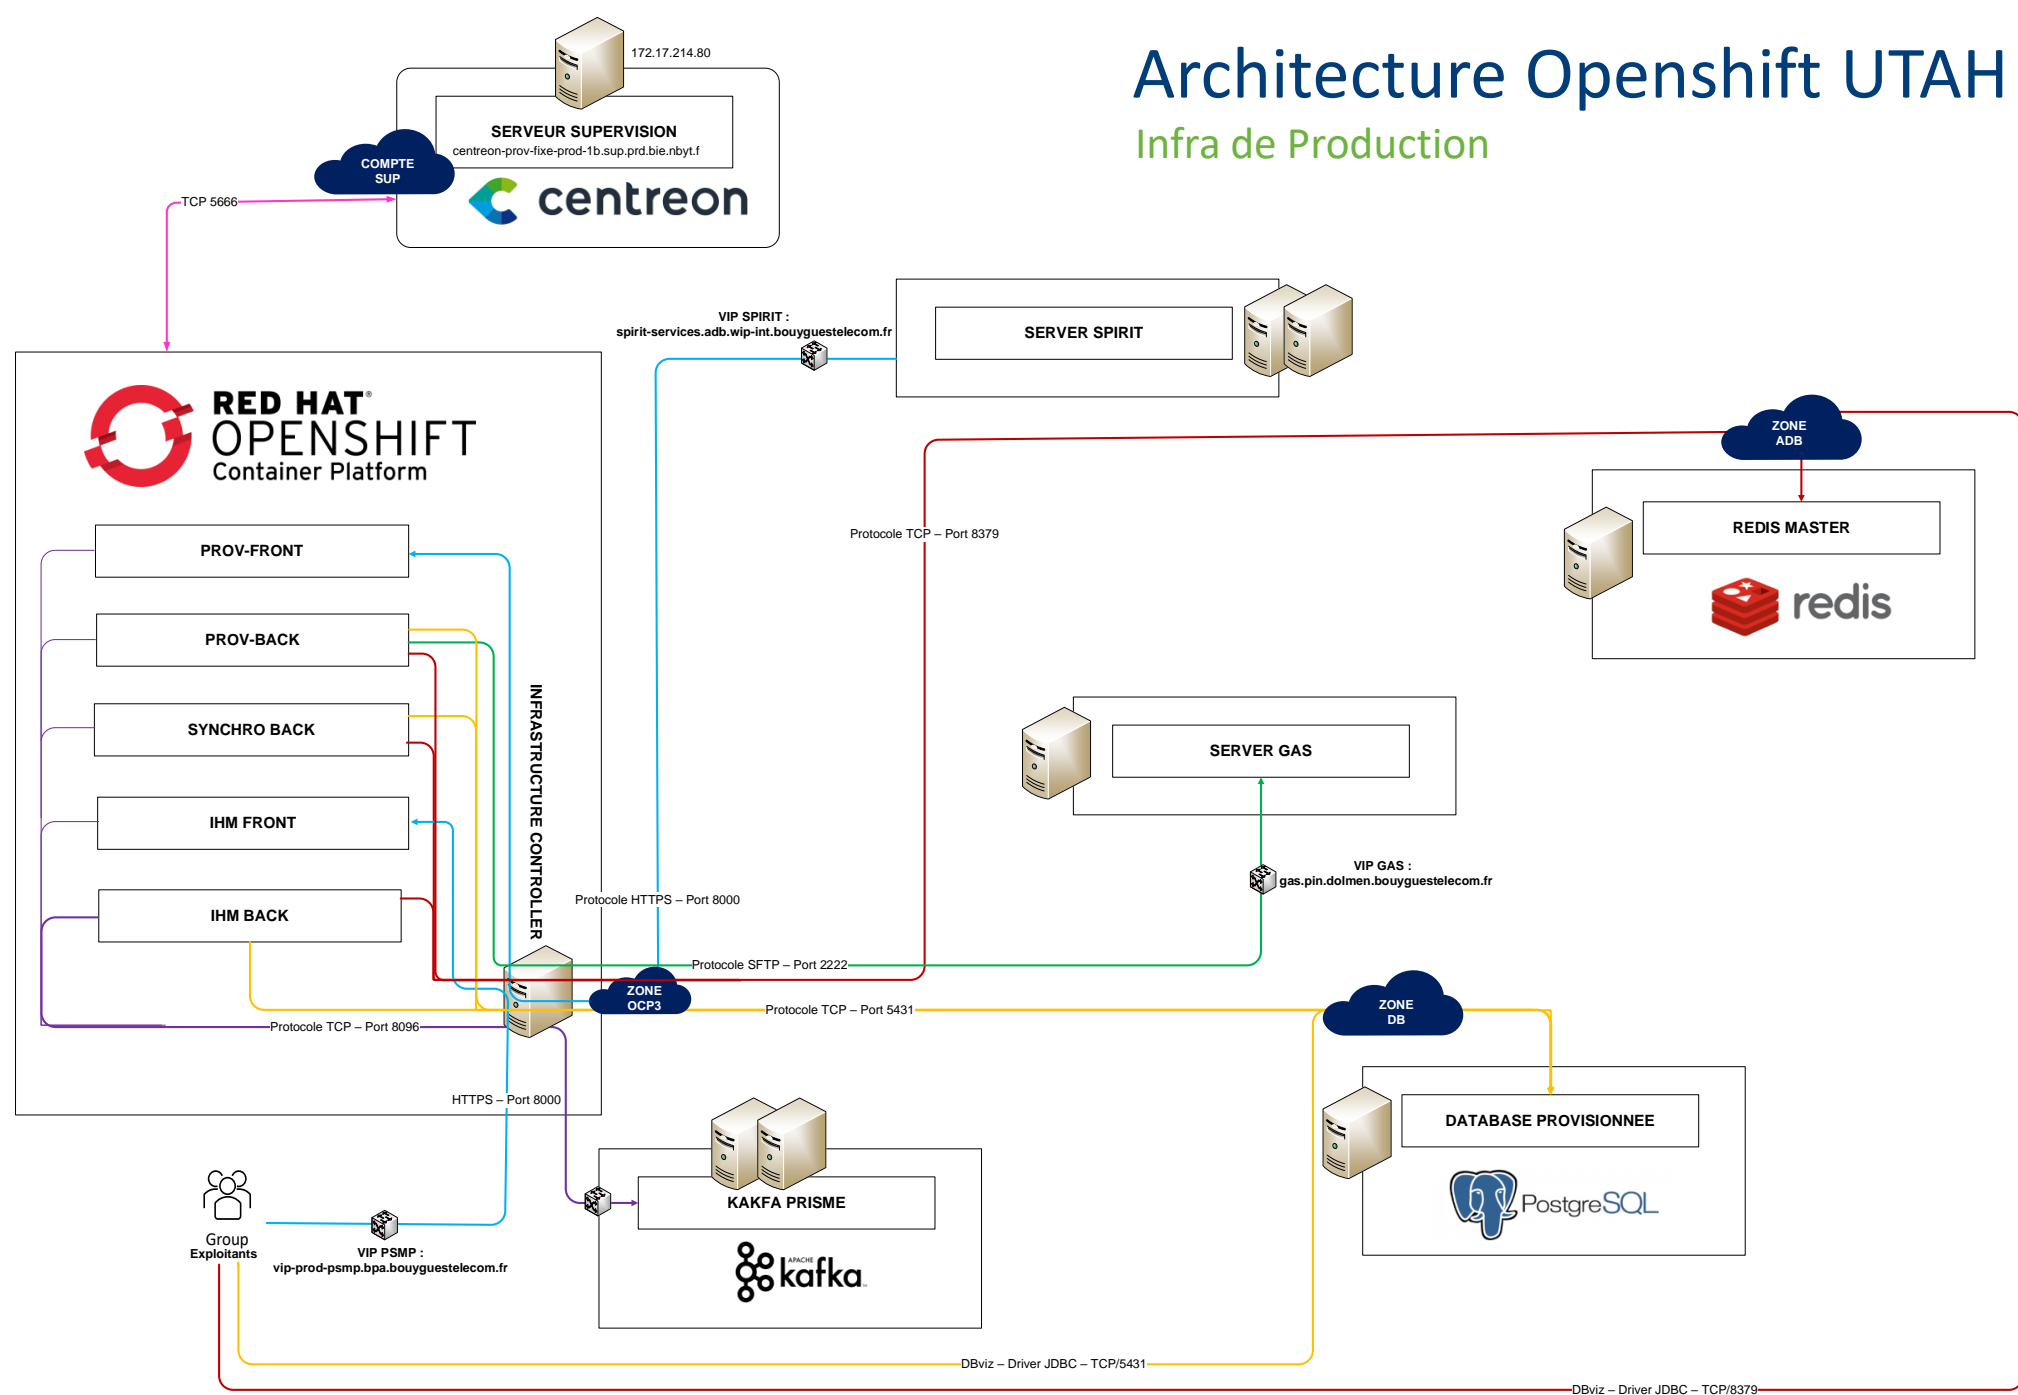 Architecture Openshift UTAH
Infra de Production
172.17.214.80
SERVEUR SUPERVISION
centreon-prov-fixe-prod-1b.sup.prd.bie.nbyt.f
COMPTE
SUP
centreon
TCP 5666
VIP SPIRIT :
spirit-services.adb.wip-int.bouyguestelecom.fr
SERVER SPIRIT
RED HAT®
OPENSHIFT
Container Platform
ZONE
ADB
REDIS MASTER
redis
Protocole TCP – Port 8379
PROV-FRONT
PROV-BACK
SYNCHRO BACK
IHM FRONT
IHM BACK
INFRASTRUCTURE CONTROLLER
SERVER GAS
VIP GAS :
gas.pin.dolmen.bouyguestelecom.fr
Protocole HTTPS – Port 8000
Protocole SFTP – Port 2222
ZONE
OCP3
Protocole TCP – Port 5431
ZONE
DB
Protocole TCP – Port 8096
HTTPS – Port 8000
DATABASE PROVISIONNEE
PostgreSQL
KAKFA PRISME
APACHE
kafka
Group
Exploitants
VIP PSMP :
vip-prod-psmp.bpa.bouyguestelecom.fr
DBviz – Driver JDBC – TCP/5431
DBviz – Driver JDBC – TCP/8379